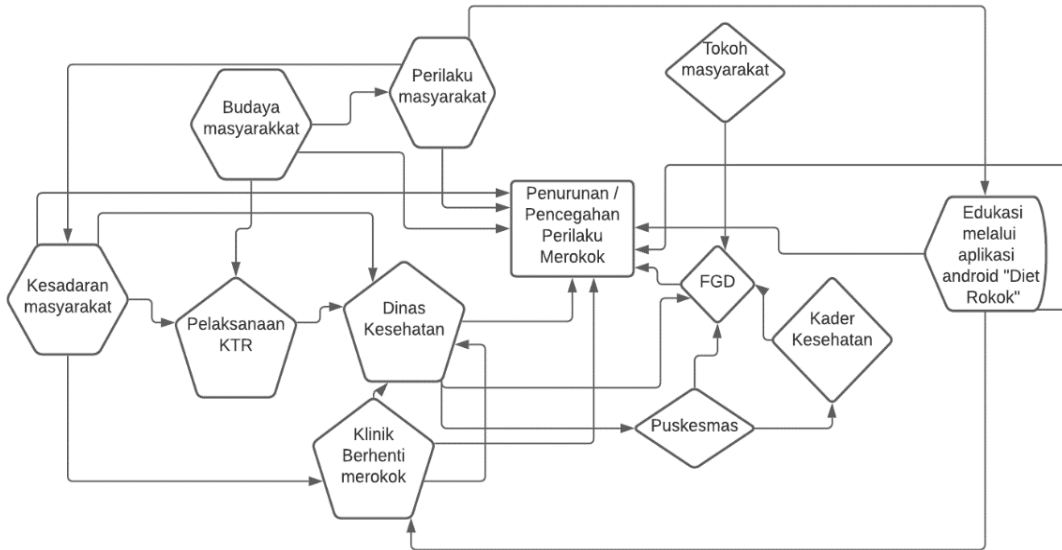 Tokoh
masyarakat
Perilaku
masyarakat
Budaya
masyarakkat
Penurunan /
Pencegahan
Perilaku
Merokok
Edukasi
melalui
aplikasi
android "Diet
Rokok"
Kesadaran
masyarakat
Pelaksanaan
KTR
Dinas
Kesehatan
FGD
Kader
Kesehatan
Klinik
Berhenti
merokok
Puskesmas